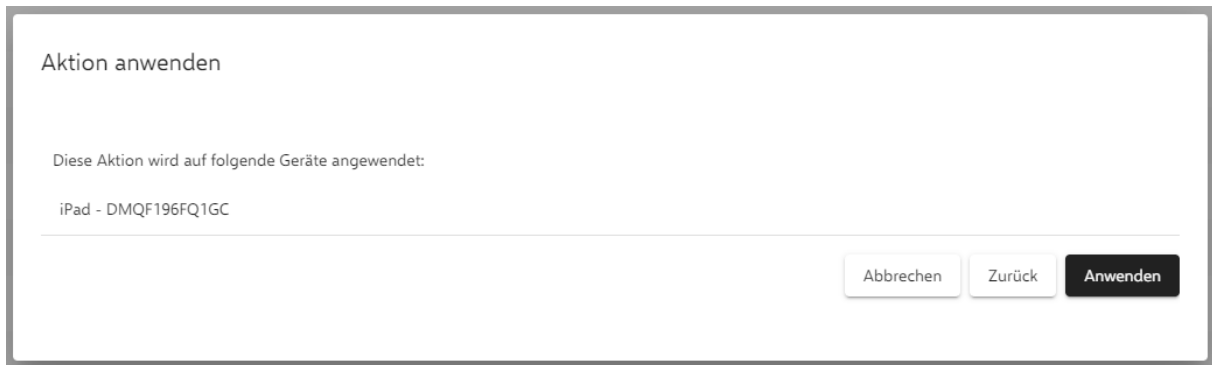 Aktion anwenden
Diese Aktion wird auf folgende Geräte angewendet:
iPad - DMQF196FQ1GC
Abbrechen Zurück Anwenden